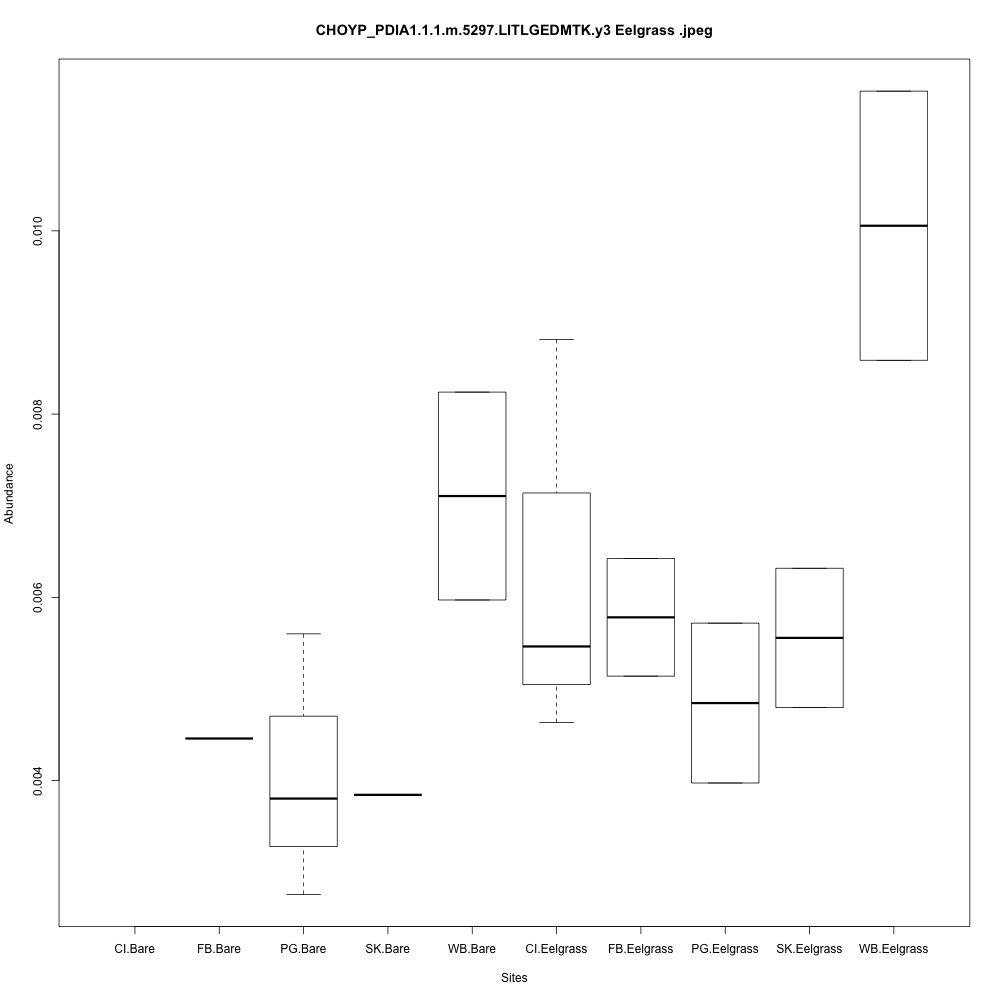 CHOYP_PDIA1.1.1.m.5297.LITLGEDMTK.y3 Eelgrass .jpeg
Abundance
0.010
0.008
0.006
0.004
CI.Bare FB.Bare PG.Bare SK.Bare WB.Bare CI.Eelgrass FB.Eelgrass PG.Eelgrass SK.Eelgrass WB.Eelgrass
Sites